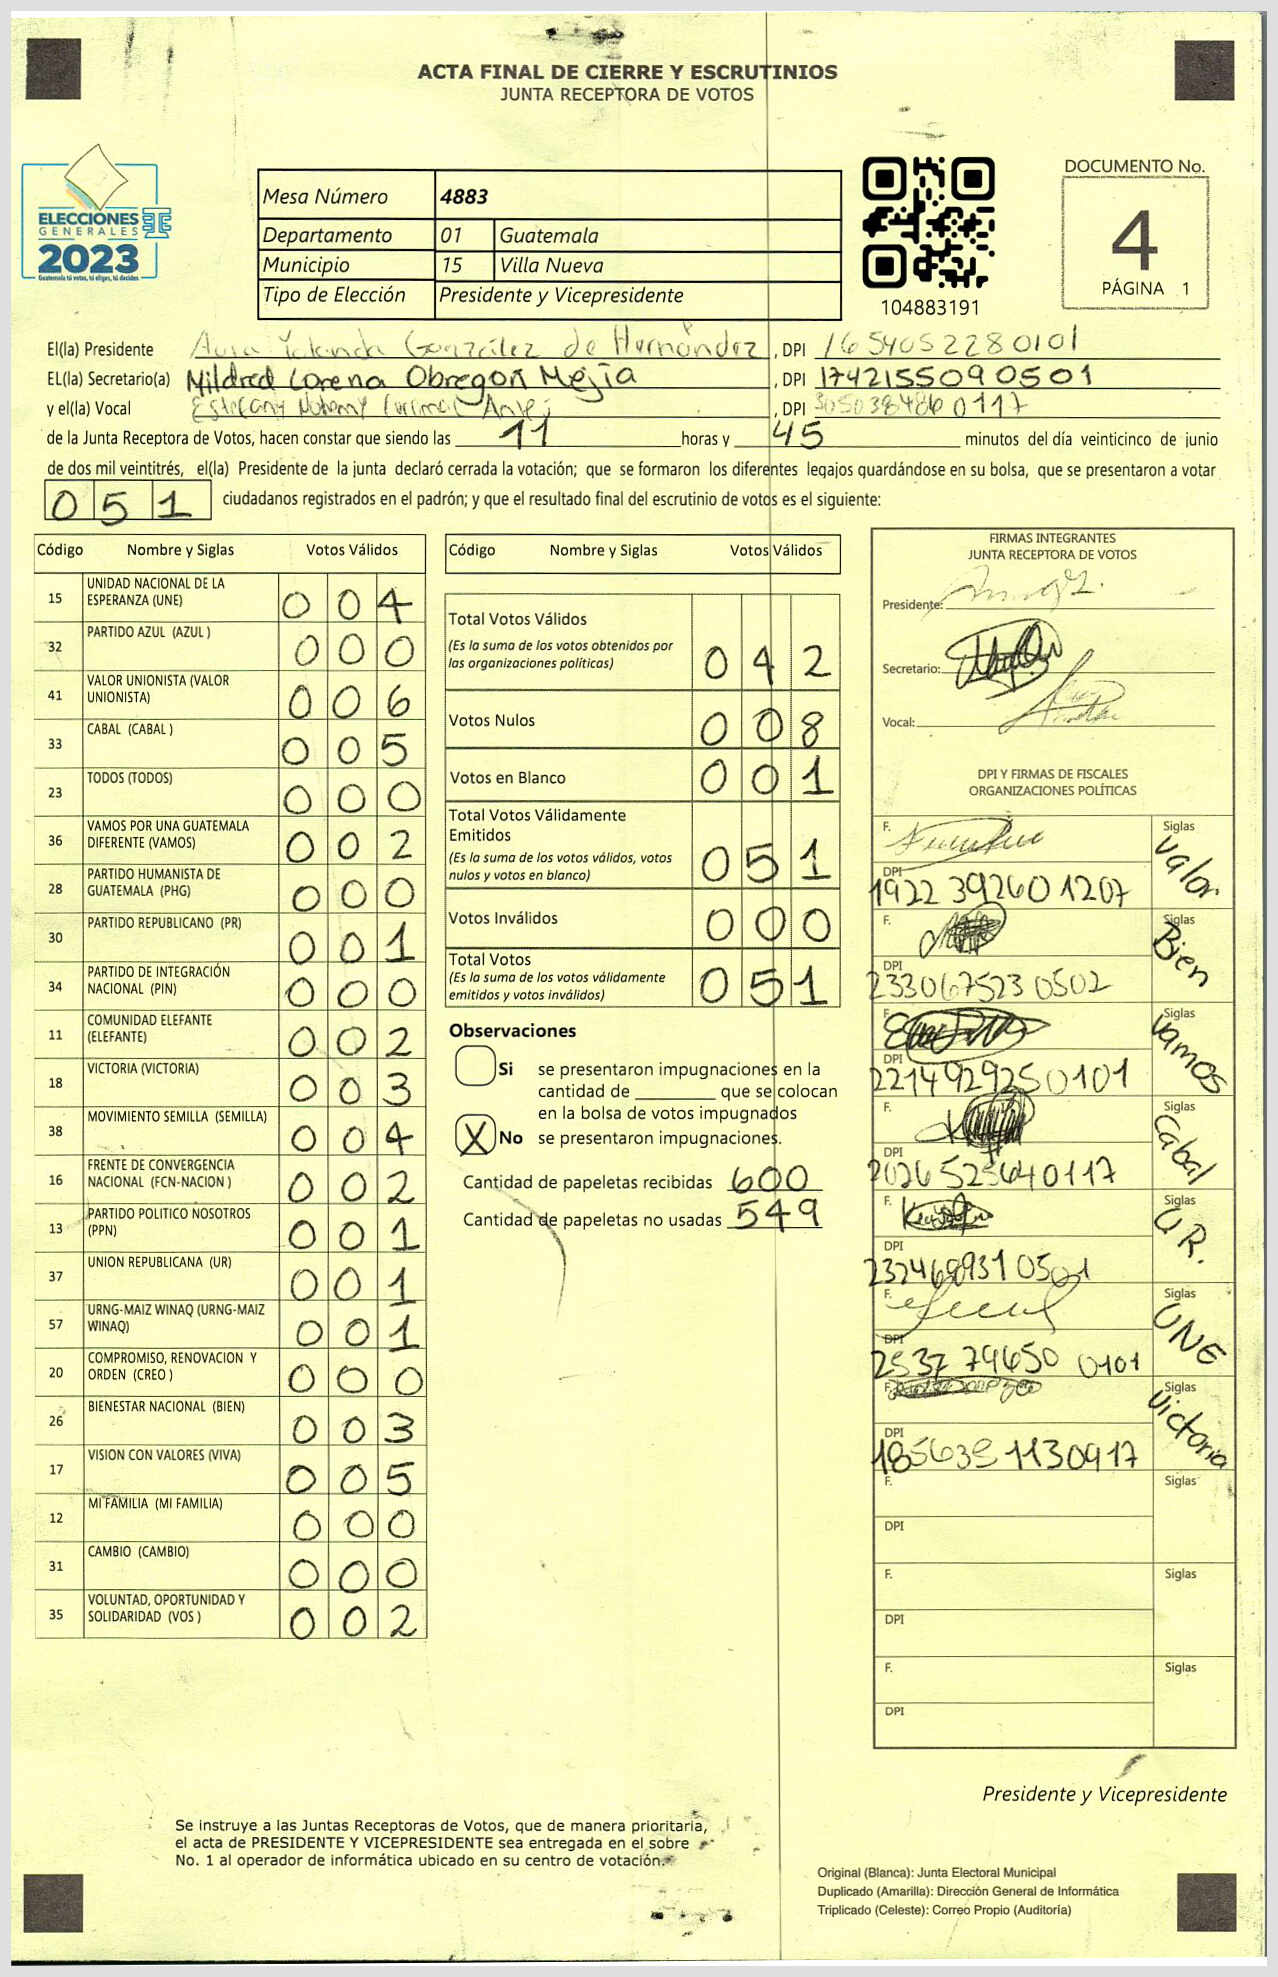 ACTA FINAL DE CIERRE Y ESCRUTINIOS
JUNTA RECEPTORA DE VOTOS
ELECCIONES
GENERALES
2023
Guatemala tú votas, tú eliges, tú decides
Mesa Número 4883
Departamento 01 Guatemala
Municipio 15 Villa Nueva
Tipo de Elección Presidente y Vicepresidente
104883191
DOCUMENTO No.
4
PÁGINA 1
El(la) Presidente Aura Yolanda González de Hernández , DPI 1654052280101
EL(la) Secretario(a) Mildred Lorena Obregón Mejía , DPI 1742155090501
y el(la) Vocal , DPI 3050384860117
de la Junta Receptora de Votos, hacen constar que siendo las 11 horas y 45 minutos del día veinticinco de junio
de dos mil veintitrés, el(la) Presidente de la junta declaró cerrada la votación; que se formaron los diferentes legajos guardándose en su bolsa, que se presentaron a votar
051 ciudadanos registrados en el padrón; y que el resultado final del escrutinio de votos es el siguiente:
Código Nombre y Siglas Votos Válidos
15 UNIDAD NACIONAL DE LA ESPERANZA (UNE) 004
32 PARTIDO AZUL (AZUL ) 000
41 VALOR UNIONISTA (VALOR UNIONISTA) 006
33 CABAL (CABAL ) 005
23 TODOS (TODOS) 000
36 VAMOS POR UNA GUATEMALA DIFERENTE (VAMOS) 002
28 PARTIDO HUMANISTA DE GUATEMALA (PHG) 000
30 PARTIDO REPUBLICANO (PR) 001
34 PARTIDO DE INTEGRACIÓN NACIONAL (PIN) 000
11 COMUNIDAD ELEFANTE (ELEFANTE) 002
18 VICTORIA (VICTORIA) 003
38 MOVIMIENTO SEMILLA (SEMILLA) 004
16 FRENTE DE CONVERGENCIA NACIONAL (FCN-NACION ) 002
13 PARTIDO POLITICO NOSOTROS (PPN) 001
37 UNION REPUBLICANA (UR) 001
57 URNG-MAIZ WINAQ (URNG-MAIZ WINAQ) 001
20 COMPROMISO, RENOVACION Y ORDEN (CREO ) 000
26 BIENESTAR NACIONAL (BIEN) 003
17 VISION CON VALORES (VIVA) 005
12 MI FAMILIA (MI FAMILIA) 000
31 CAMBIO (CAMBIO) 000
35 VOLUNTAD, OPORTUNIDAD Y SOLIDARIDAD (VOS ) 002
Código Nombre y Siglas Votos Válidos
Total Votos Válidos 042
(Es la suma de los votos obtenidos por
las organizaciones políticas)
Votos Nulos 008
Votos en Blanco 001
Total Votos Válidamente
Emitidos 051
(Es la suma de los votos válidos, votos
nulos y votos en blanco)
Votos Inválidos 000
Total Votos 051
(Es la suma de los votos válidamente
emitidos y votos inválidos)
Observaciones
Si se presentaron impugnaciones en la
cantidad de ________ que se colocan
en la bolsa de votos impugnados
X No se presentaron impugnaciones.
Cantidad de papeletas recibidas 600
Cantidad de papeletas no usadas 549
FIRMAS INTEGRANTES
JUNTA RECEPTORA DE VOTOS
Presidente:
Secretario:
Vocal:
DPI Y FIRMAS DE FISCALES
ORGANIZACIONES POLÍTICAS
F. Siglas Valor
DPI 1922 39260 1207
F. Siglas Bien
DPI 233067523 0502
F. Siglas Vamos
DPI 221492925 0101
F. Siglas Cabal
DPI 2026 52564 0117
F. Siglas U.R.
DPI 232468931 0501
F. Siglas UNE
DPI 2537 79650 0101
F. Siglas Victoria
DPI 185638 1130917
F. Siglas
DPI
F. Siglas
DPI
F. Siglas
DPI
Presidente y Vicepresidente
Se instruye a las Juntas Receptoras de Votos, que de manera prioritaria,
el acta de PRESIDENTE Y VICEPRESIDENTE sea entregada en el sobre
No. 1 al operador de informática ubicado en su centro de votación.
Original (Blanca): Junta Electoral Municipal
Duplicado (Amarilla): Dirección General de Informática
Triplicado (Celeste): Correo Propio (Auditoría)